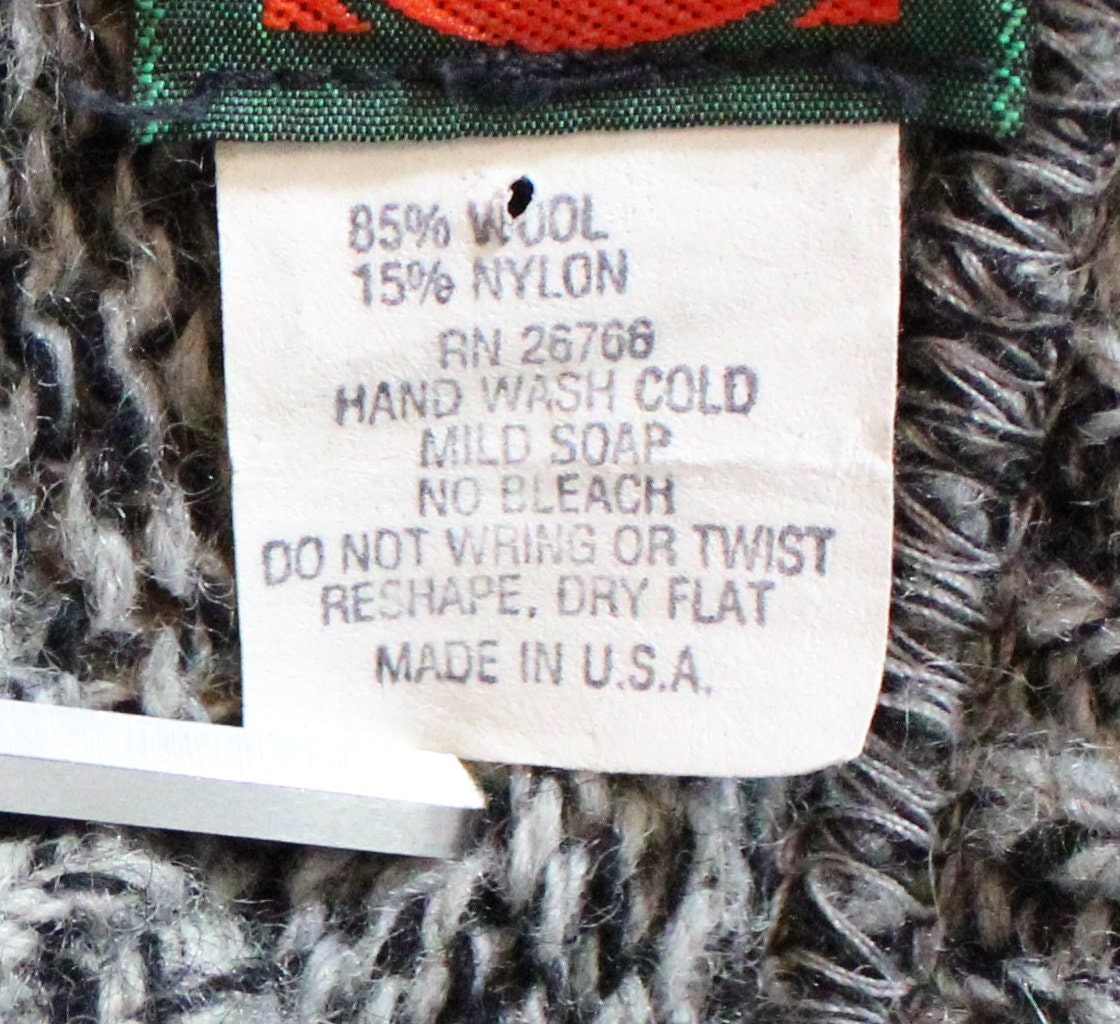 85% WOOL
15% NYLON
RN 26766
HAND WASH COLD
MILD SOAP
NO BLEACH
DO NOT WRING OR TWIST
RESHAPE, DRY FLAT
MADE IN U.S.A.